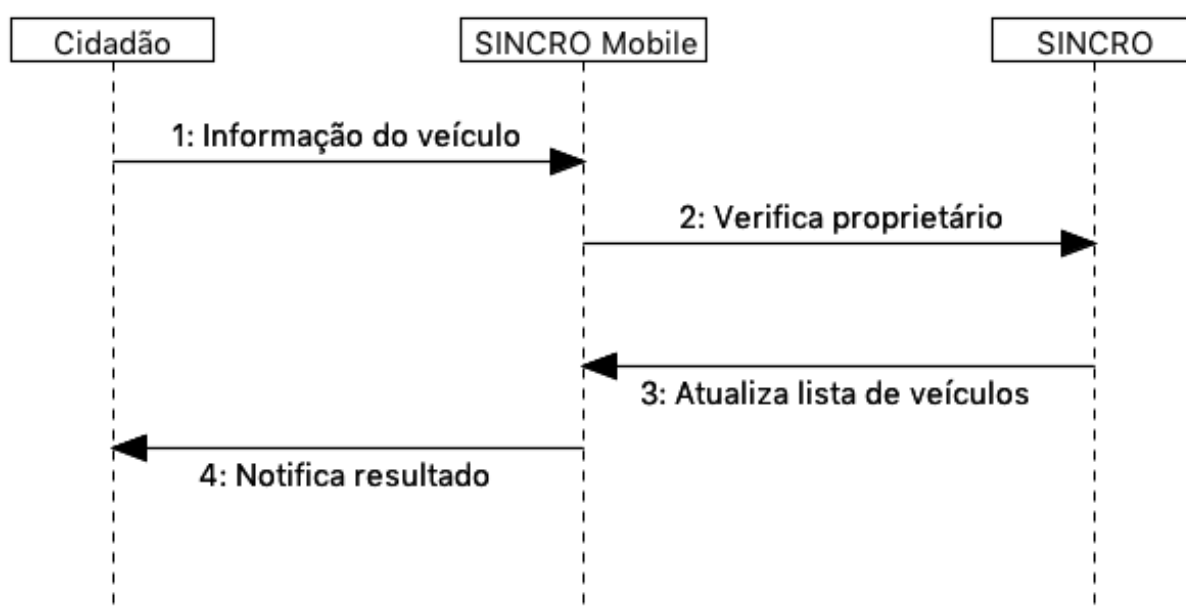 Cidadão
SINCRO Mobile
SINCRO
1: Informação do veículo
2: Verifica proprietário
3: Atualiza lista de veículos
4: Notifica resultado